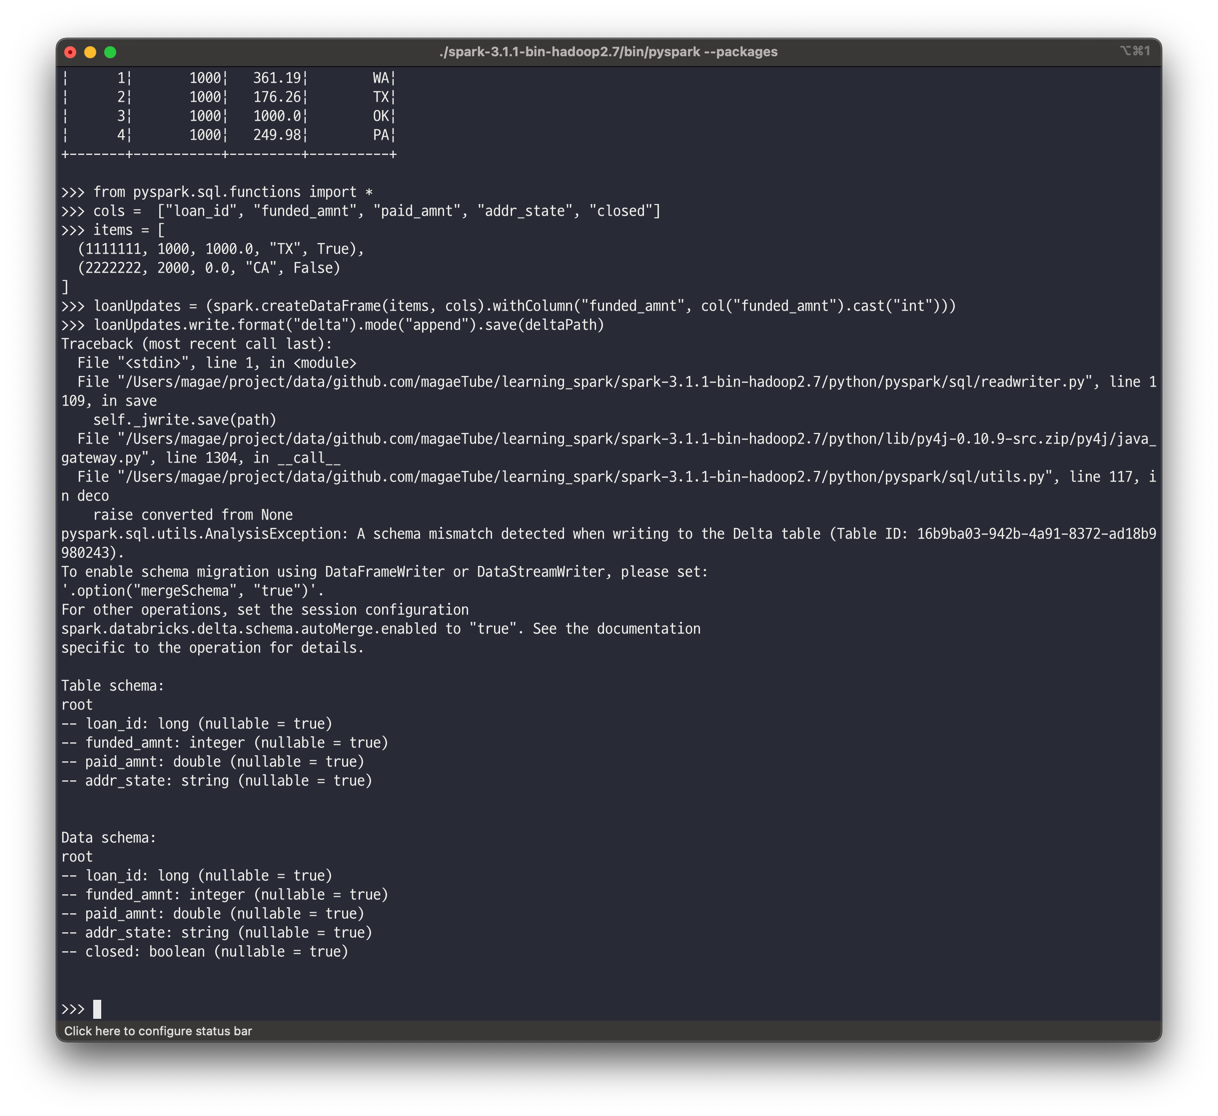 ./spark-3.1.1-bin-hadoop2.7/bin/pyspark --packages
⌥⌘1
¦      1¦       1000¦   361.19¦        WA¦
¦      2¦       1000¦   176.26¦        TX¦
¦      3¦       1000¦   1000.0¦        OK¦
¦      4¦       1000¦   249.98¦        PA¦
+-------+-----------+---------+----------+
>>> from pyspark.sql.functions import *
>>> cols =  ["loan_id", "funded_amnt", "paid_amnt", "addr_state", "closed"]
>>> items = [
  (1111111, 1000, 1000.0, "TX", True),
  (2222222, 2000, 0.0, "CA", False)
]
>>> loanUpdates = (spark.createDataFrame(items, cols).withColumn("funded_amnt", col("funded_amnt").cast("int")))
>>> loanUpdates.write.format("delta").mode("append").save(deltaPath)
Traceback (most recent call last):
  File "<stdin>", line 1, in <module>
  File "/Users/magae/project/data/github.com/magaeTube/learning_spark/spark-3.1.1-bin-hadoop2.7/python/pyspark/sql/readwriter.py", line 1
109, in save
    self._jwrite.save(path)
  File "/Users/magae/project/data/github.com/magaeTube/learning_spark/spark-3.1.1-bin-hadoop2.7/python/lib/py4j-0.10.9-src.zip/py4j/java_
gateway.py", line 1304, in __call__
  File "/Users/magae/project/data/github.com/magaeTube/learning_spark/spark-3.1.1-bin-hadoop2.7/python/pyspark/sql/utils.py", line 117, i
n deco
    raise converted from None
pyspark.sql.utils.AnalysisException: A schema mismatch detected when writing to the Delta table (Table ID: 16b9ba03-942b-4a91-8372-ad18b9
980243).
To enable schema migration using DataFrameWriter or DataStreamWriter, please set:
'.option("mergeSchema", "true")'.
For other operations, set the session configuration
spark.databricks.delta.schema.autoMerge.enabled to "true". See the documentation
specific to the operation for details.
Table schema:
root
-- loan_id: long (nullable = true)
-- funded_amnt: integer (nullable = true)
-- paid_amnt: double (nullable = true)
-- addr_state: string (nullable = true)
Data schema:
root
-- loan_id: long (nullable = true)
-- funded_amnt: integer (nullable = true)
-- paid_amnt: double (nullable = true)
-- addr_state: string (nullable = true)
-- closed: boolean (nullable = true)
>>>
Click here to configure status bar